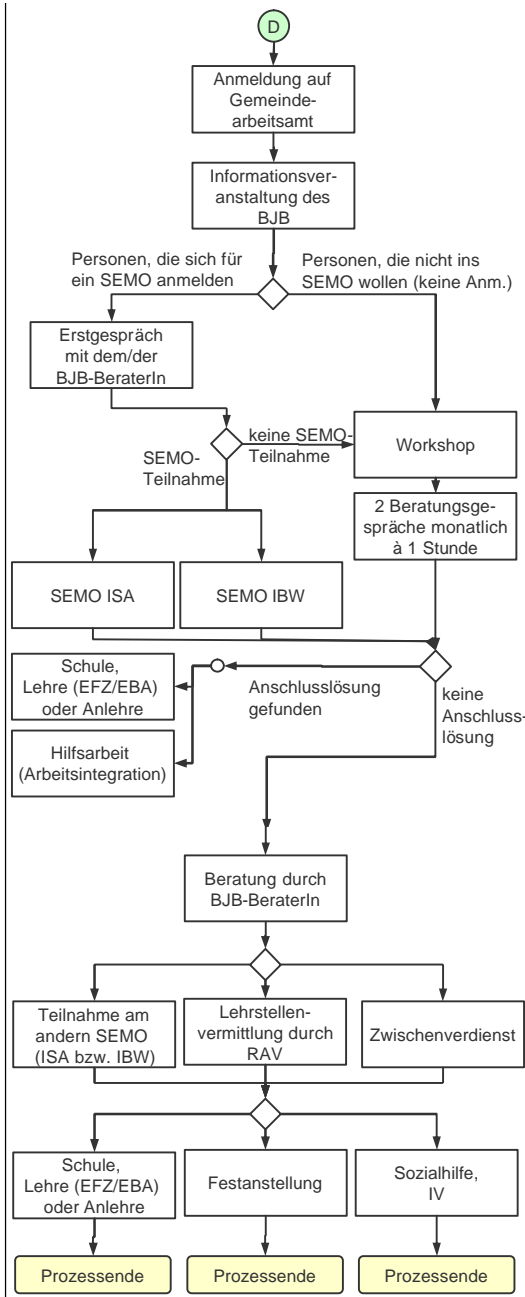 D
Anmeldung auf
Gemeinde-
arbeitsamt
Informationsver-
anstaltung des
BJB
Personen, die sich für
ein SEMO anmelden
Personen, die nicht ins
SEMO wollen (keine Anm.)
Erstgespräch
mit dem/der
BJB-BeraterIn
SEMO-
Teilnahme
keine SEMO-
Teilnahme
Workshop
2 Beratungsge-
spräche monatlich
à 1 Stunde
SEMO ISA
SEMO IBW
Schule,
Lehre (EFZ/EBA)
oder Anlehre
Anschlusslösung
gefunden
keine
Anschluss-
lösung
Hilfsarbeit
(Arbeitsintegration)
Beratung durch
BJB-BeraterIn
Teilnahme am
andern SEMO
(ISA bzw. IBW)
Lehrstellen-
vermittlung durch
RAV
Zwischenverdienst
Schule,
Lehre (EFZ/EBA)
oder Anlehre
Festanstellung
Sozialhilfe,
IV
Prozessende
Prozessende
Prozessende